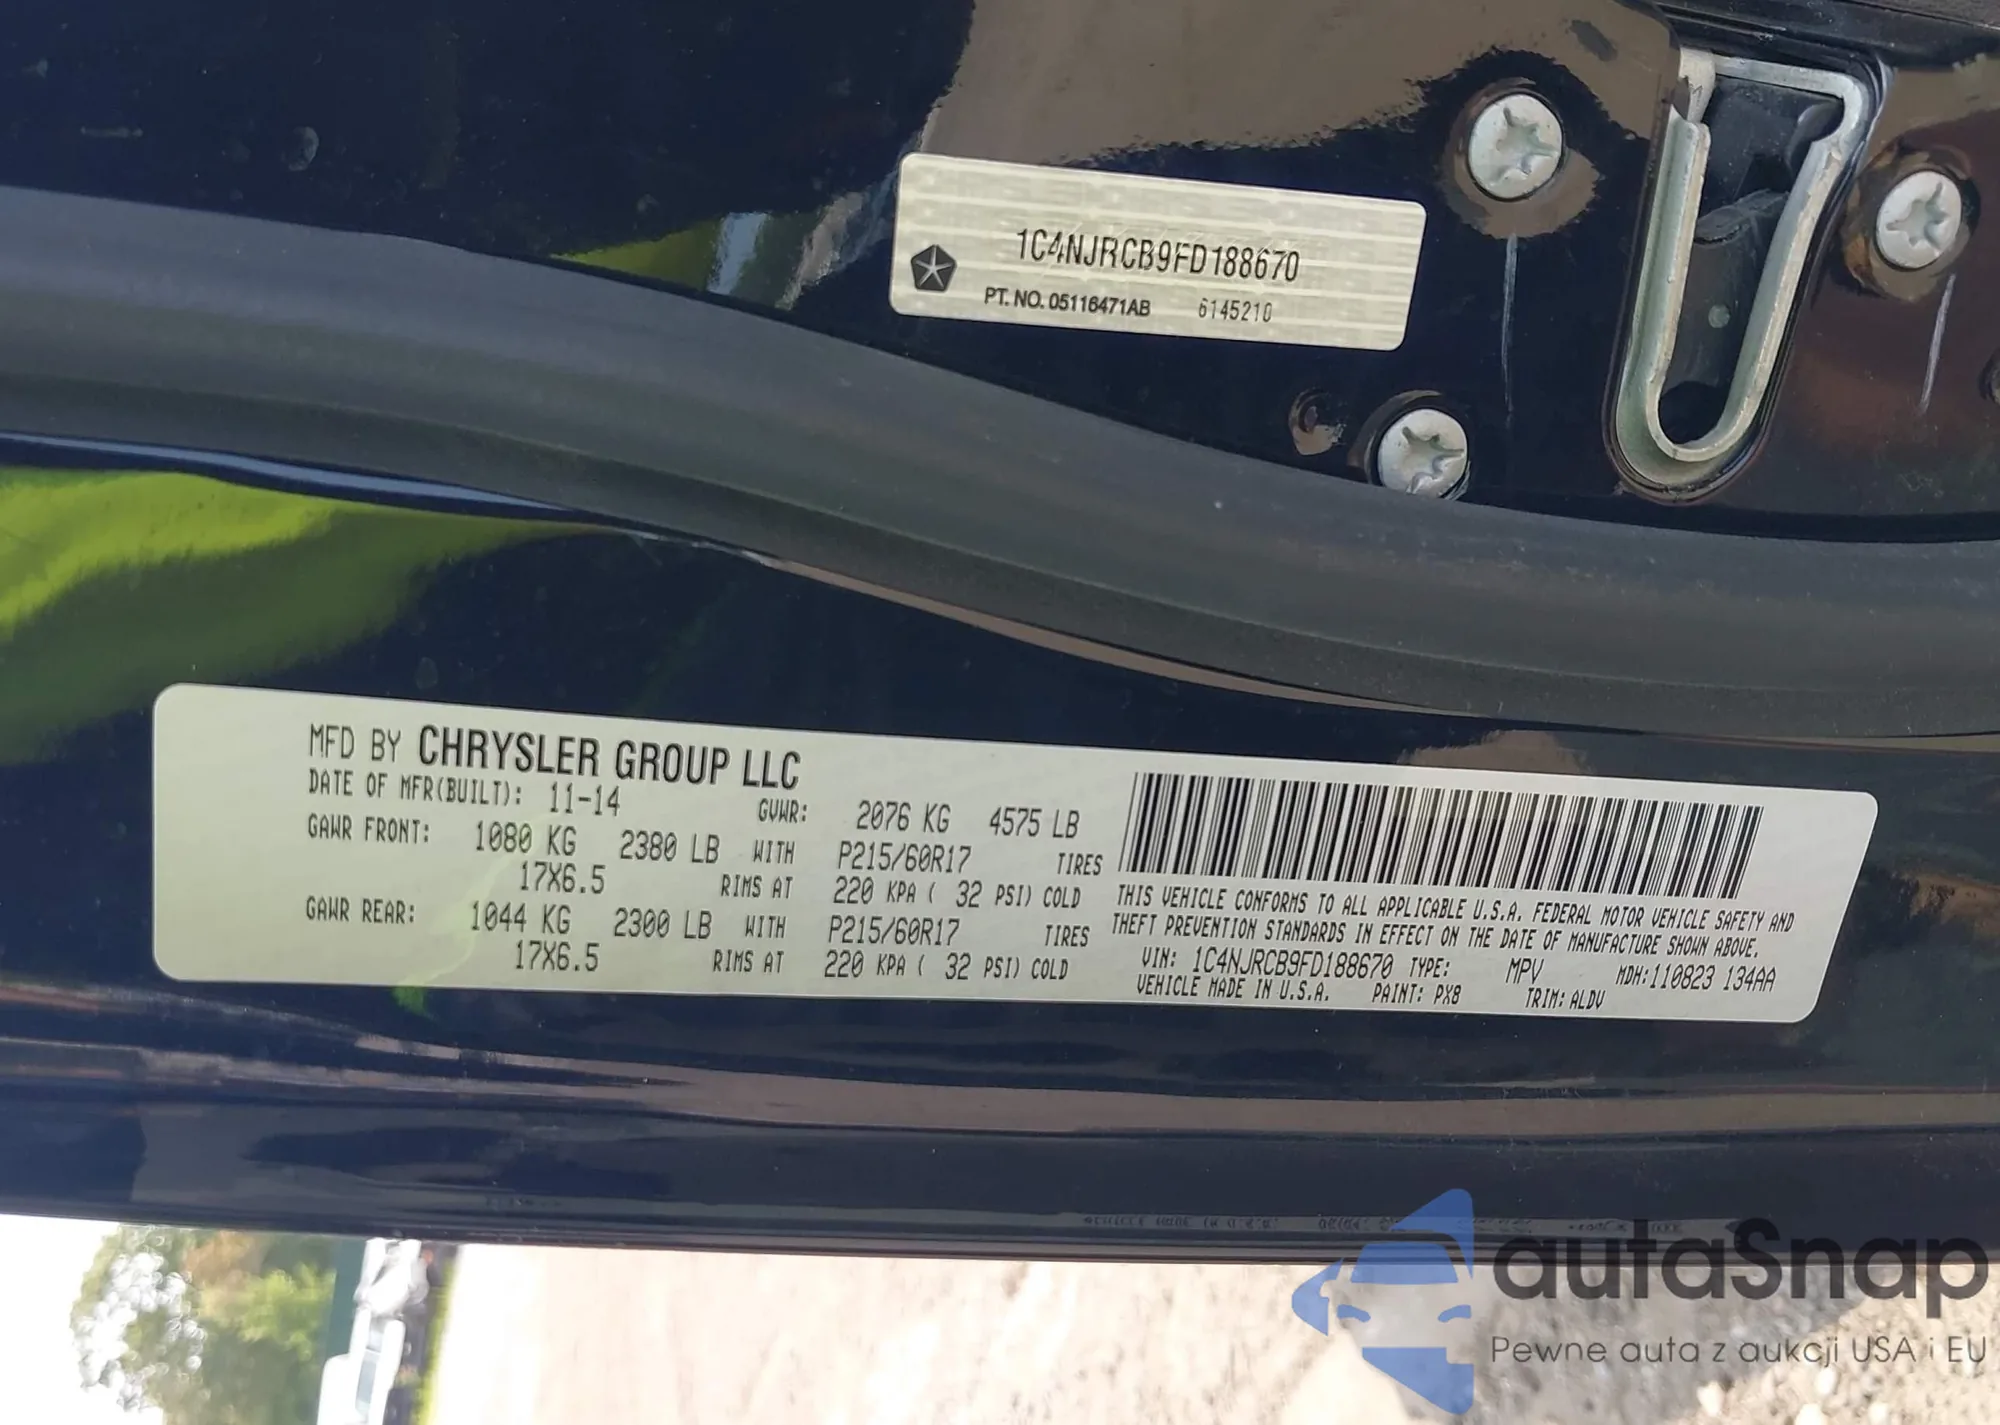 1C4NJRCB9FD188670
PT. NO. 05116471AB 6145210
MFD BY CHRYSLER GROUP LLC
DATE OF MFR(BUILT): 11-14 GVWR: 2076 KG 4575 LB
GAWR FRONT: 1080 KG 2380 LB WITH P215/60R17 TIRES
17X6.5 RIMS AT 220 KPA ( 32 PSI) COLD
GAWR REAR: 1044 KG 2300 LB WITH P215/60R17 TIRES
17X6.5 RIMS AT 220 KPA ( 32 PSI) COLD
THIS VEHICLE CONFORMS TO ALL APPLICABLE U.S.A. FEDERAL MOTOR VEHICLE SAFETY AND
THEFT PREVENTION STANDARDS IN EFFECT ON THE DATE OF MANUFACTURE SHOWN ABOVE.
VIN: 1C4NJRCB9FD188670 TYPE: MPV MDH:110823 134AA
VEHICLE MADE IN U.S.A. PAINT: PX8 TRIM: ALDV
autaSnap
Pewne auta z aukcji USA i EU